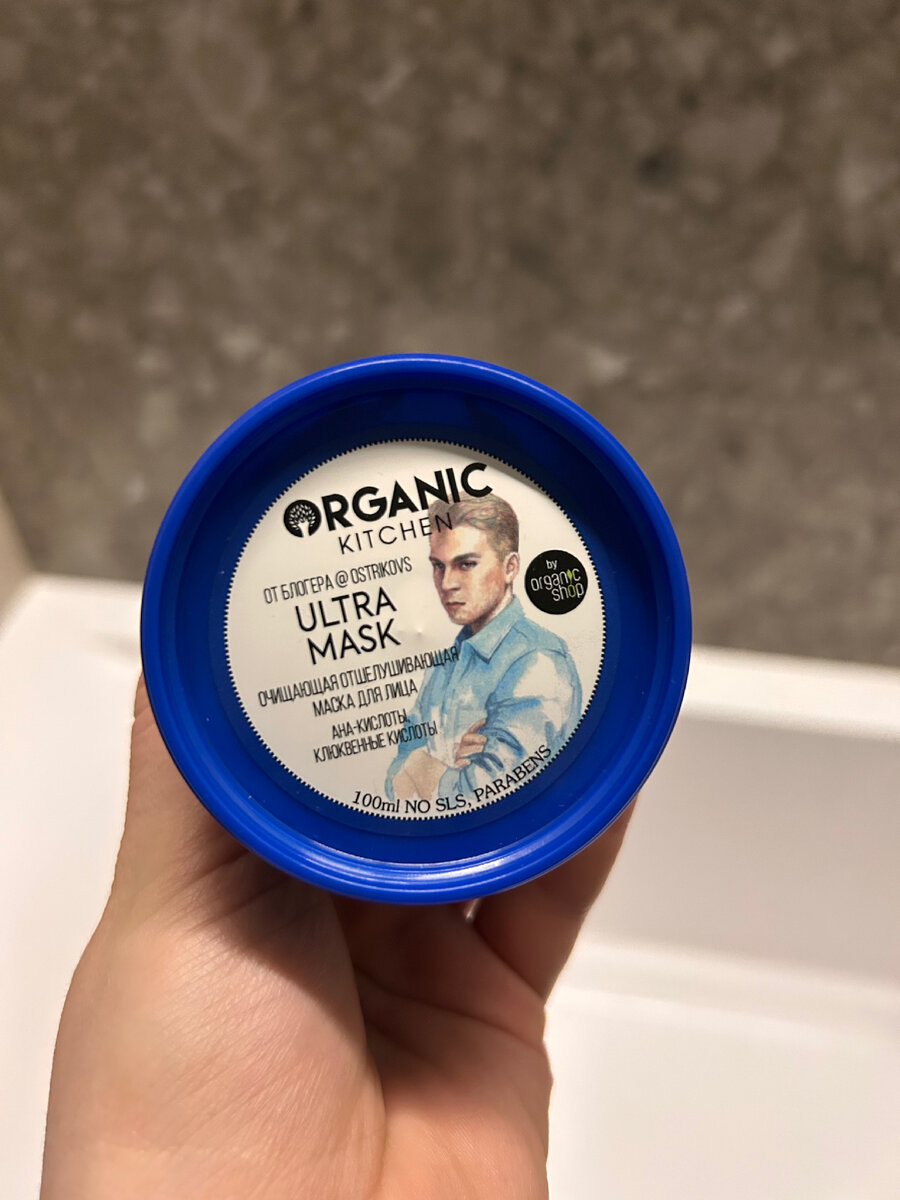 ORGANIC
KITCHEN
ОТ БЛОГЕРА @ OSTRIKOVS
ULTRA
MASK
ОЧИЩАЮЩАЯ ОТШЕЛУШИВАЮЩАЯ
МАСКА ДЛЯ ЛИЦА
АНА-КИСЛОТЫ,
КЛЮКВЕННЫЕ КИСЛОТЫ
100ml NO SLS, PARABENS
by
organic
shop